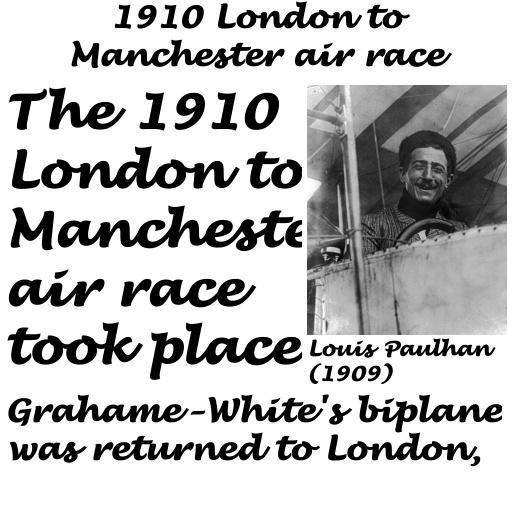 1910 London to
Manchester air race
The 1910
London to
Mancheste
air race
took place
Louis Paulhan
(1909)
Grahame-White's biplane
was returned to London,